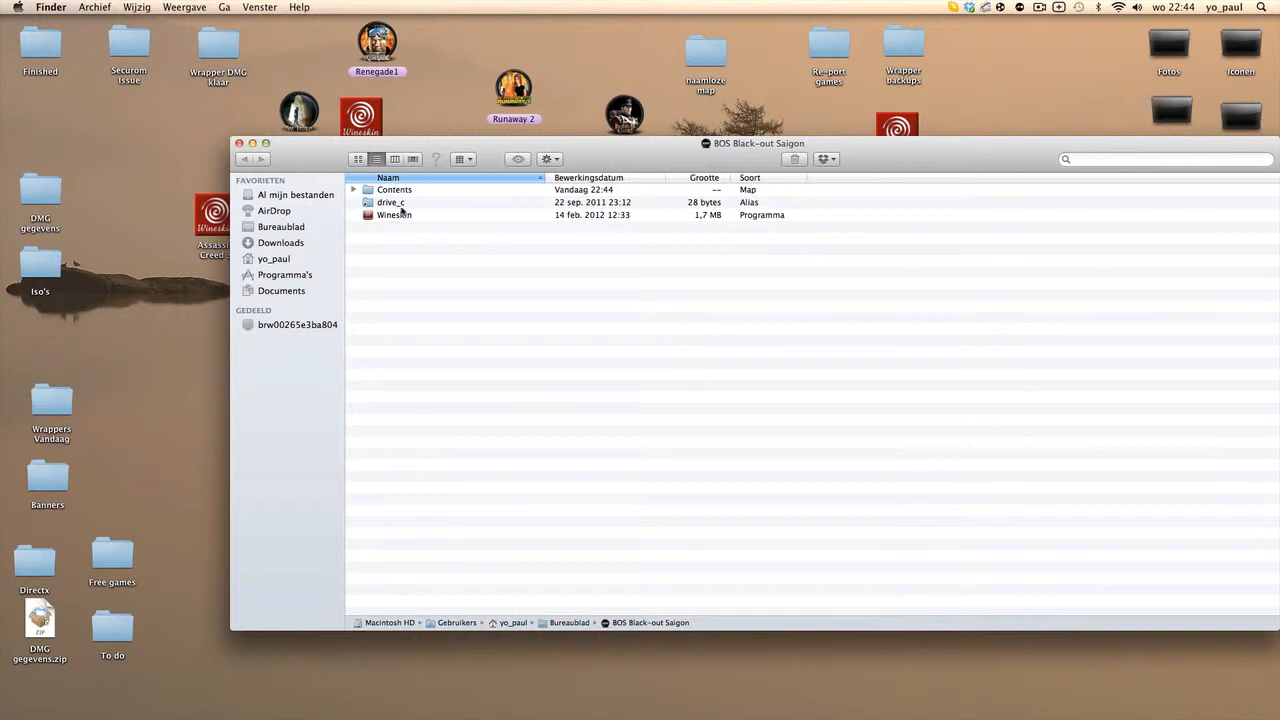 Finder Archief Wijzig Weergave Ga Venster Help
wo 22:44 yo_paul
Finished
Securom Issue
Wrapper DMG klaar
Renegade1
Runaway 2
naamloze map
Re-port games
Wrapper backups
Fotos
Iconen
Wineskin
DMG gegevens
Iso's
Wrappers Vandaag
Banners
Directx
Free games
DMG gegevens.zip
ZIP
To do
BOS Black-out Saigon
FAVORIETEN
Al mijn bestanden
AirDrop
Bureaublad
Downloads
yo_paul
Programma's
Documents
GEDEELD
brw00265e3ba804
Naam Bewerkingsdatum Grootte Soort
Contents Vandaag 22:44 -- Map
drive_c 22 sep. 2011 23:12 28 bytes Alias
Wineskin 14 feb. 2012 12:33 1,7 MB Programma
Macintosh HD Gebruikers yo_paul Bureaublad BOS Black-out Saigon